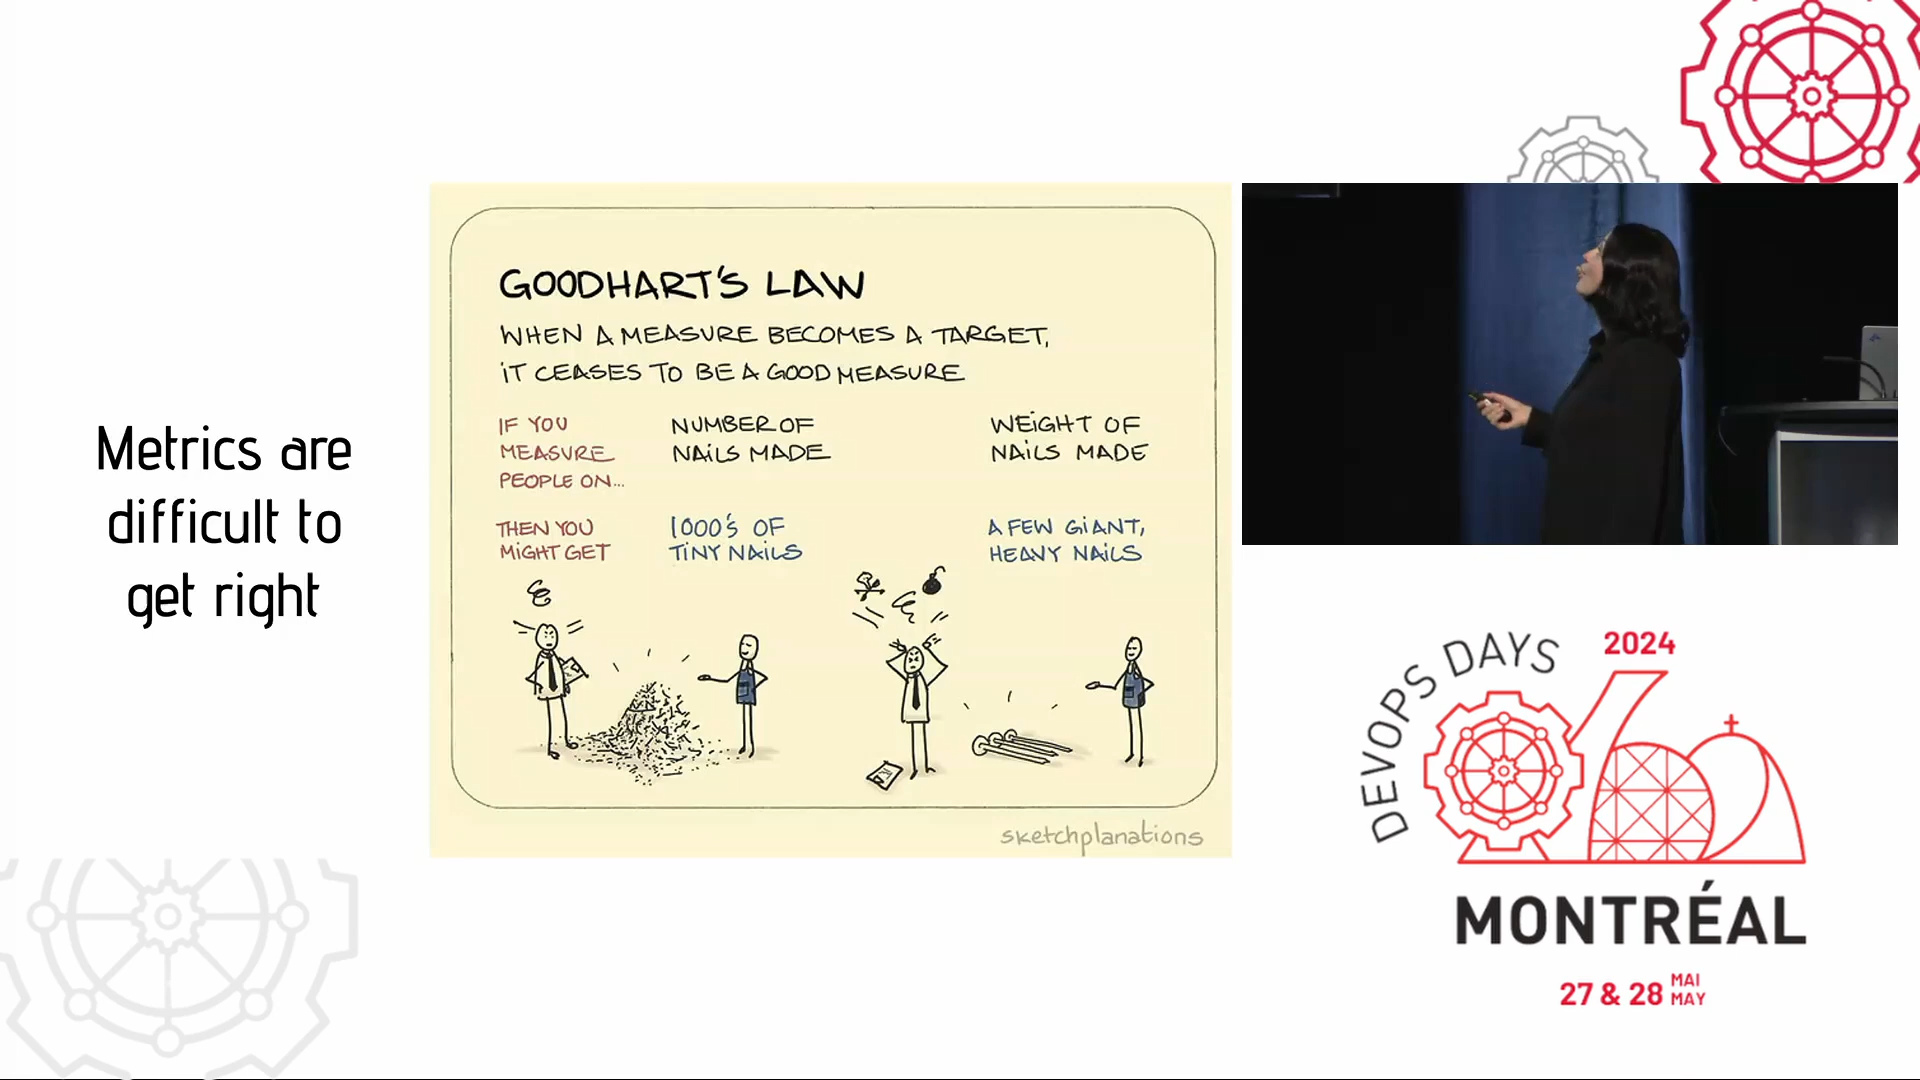 Metrics are
difficult to
get right
GOODHART'S LAW
WHEN A MEASURE BECOMES A TARGET,
IT CEASES TO BE A GOOD MEASURE
IF YOU
MEASURE
PEOPLE ON...
NUMBER OF
NAILS MADE
WEIGHT OF
NAILS MADE
THEN YOU
MIGHT GET
1000'S OF
TINY NAILS
A FEW GIANT,
HEAVY NAILS
sketchplanations
DEVOPS DAYS
2024
MONTRÉAL
27 & 28 MAI
MAY